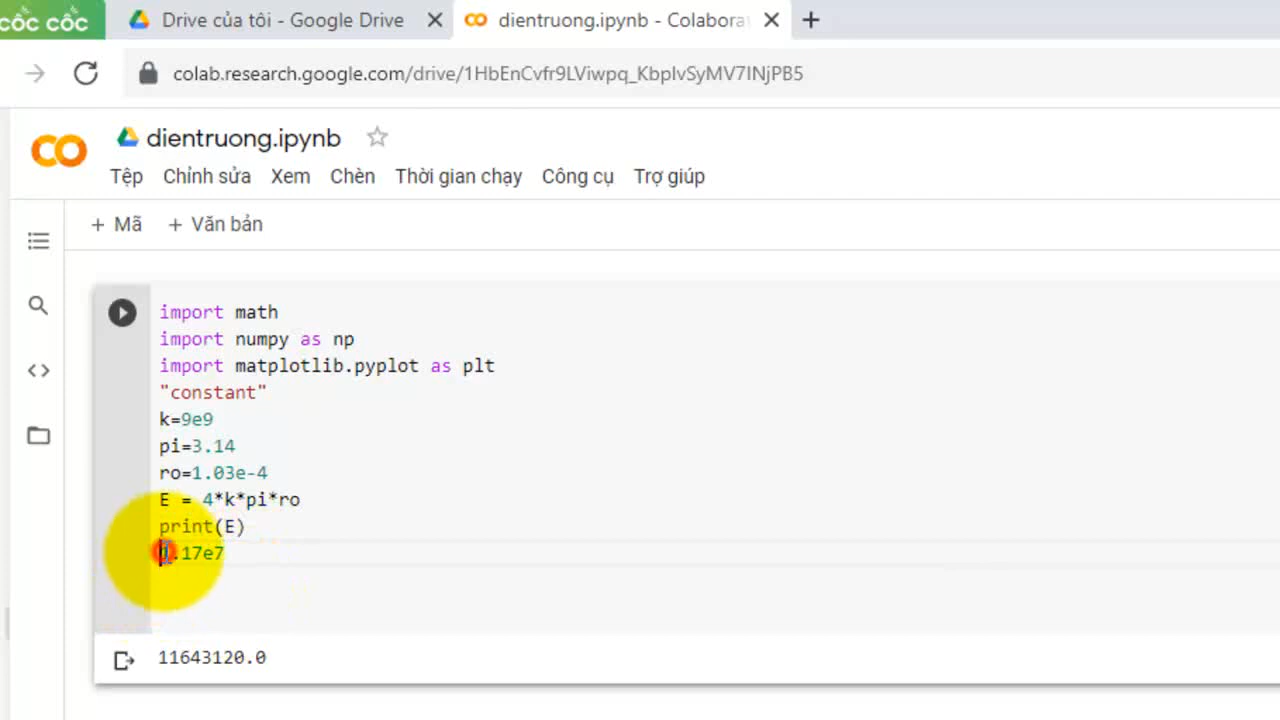 cốc cốc
Drive của tôi - Google Drive
dientruong.ipynb - Colabora
colab.research.google.com/drive/1HbEnCvfr9LViwpq_KbpIvSyMV7INjPB5
CO dientruong.ipynb
Tệp Chỉnh sửa Xem Chèn Thời gian chạy Công cụ Trợ giúp
+ Mã + Văn bản
import math
import numpy as np
import matplotlib.pyplot as plt
"constant"
k=9e9
pi=3.14
ro=1.03e-4
E = 4*k*pi*ro
print(E)
1.17e7
11643120.0